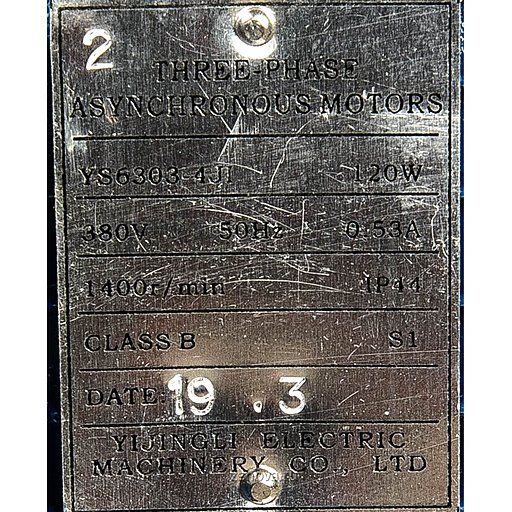 2
THREE-PHASE
ASYNCHRONOUS MOTORS
YS6303-4J1 120W
380V 50Hz 0.53A
1400r/min IP44
CLASS B S1
DATE: 19 . 3
YIJINGLI ELECTRIC
MACHINERY CO., LTD